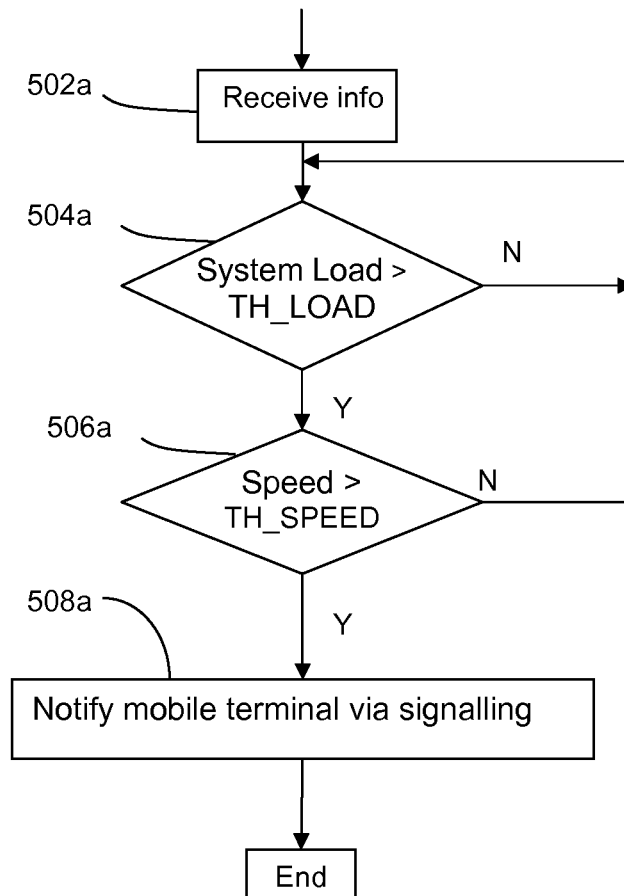 502a
Receive info
504a
System Load >
TH_LOAD
N
Y
506a
Speed >
TH_SPEED
N
Y
508a
Notify mobile terminal via signalling
End